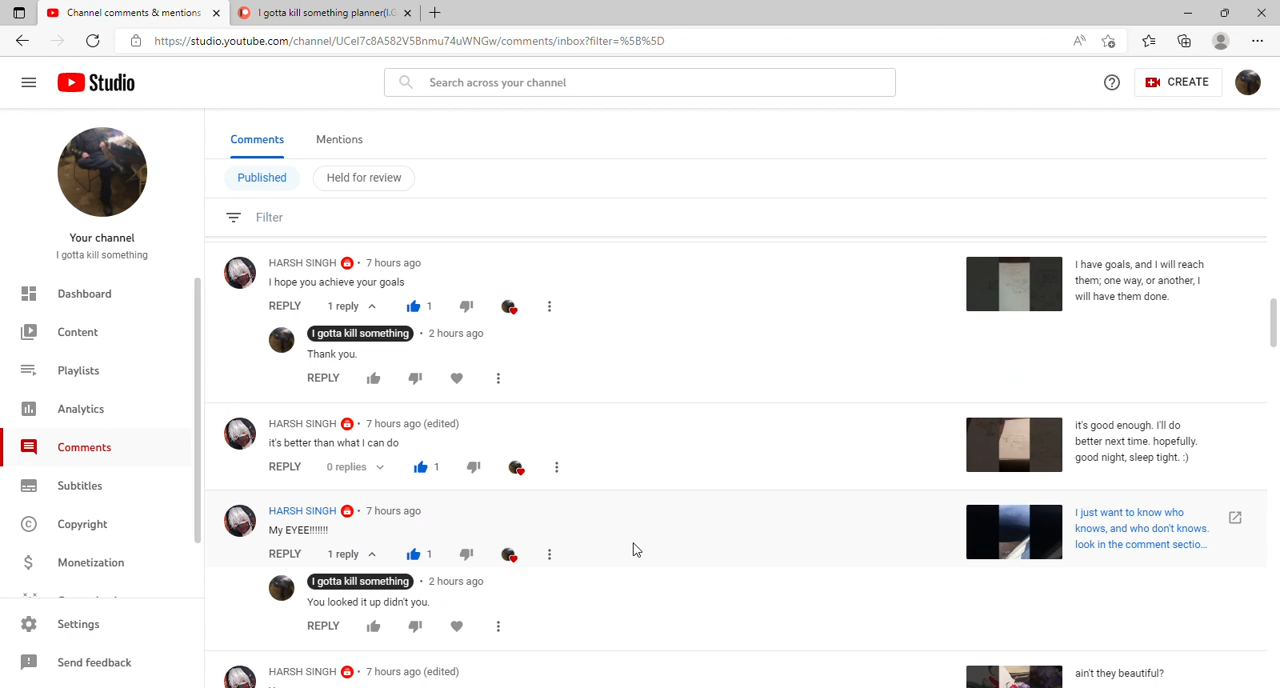 Channel comments & mentions
I gotta kill something planner(I.G
https://studio.youtube.com/channel/UCeI7c8A582V5Bnmu74uWNGw/comments/inbox?filter=%5B%5D
Studio
Search across your channel
CREATE
Your channel
I gotta kill something
Dashboard
Content
Playlists
Analytics
Comments
Subtitles
Copyright
Monetization
Settings
Send feedback
Comments
Mentions
Published
Held for review
Filter
HARSH SINGH • 7 hours ago
I hope you achieve your goals
REPLY 1 reply 1
I gotta kill something • 2 hours ago
Thank you.
REPLY
I have goals, and I will reach
them; one way, or another, I
will have them done.
HARSH SINGH • 7 hours ago (edited)
it's better than what I can do
REPLY 0 replies 1
it's good enough. I'll do
better next time. hopefully.
good night, sleep tight. :)
HARSH SINGH • 7 hours ago
My EYEE!!!!!!!
REPLY 1 reply 1
I gotta kill something • 2 hours ago
You looked it up didn't you.
REPLY
I just want to know who
knows, and who don't knows.
look in the comment sectio...
HARSH SINGH • 7 hours ago (edited)
ain't they beautiful?